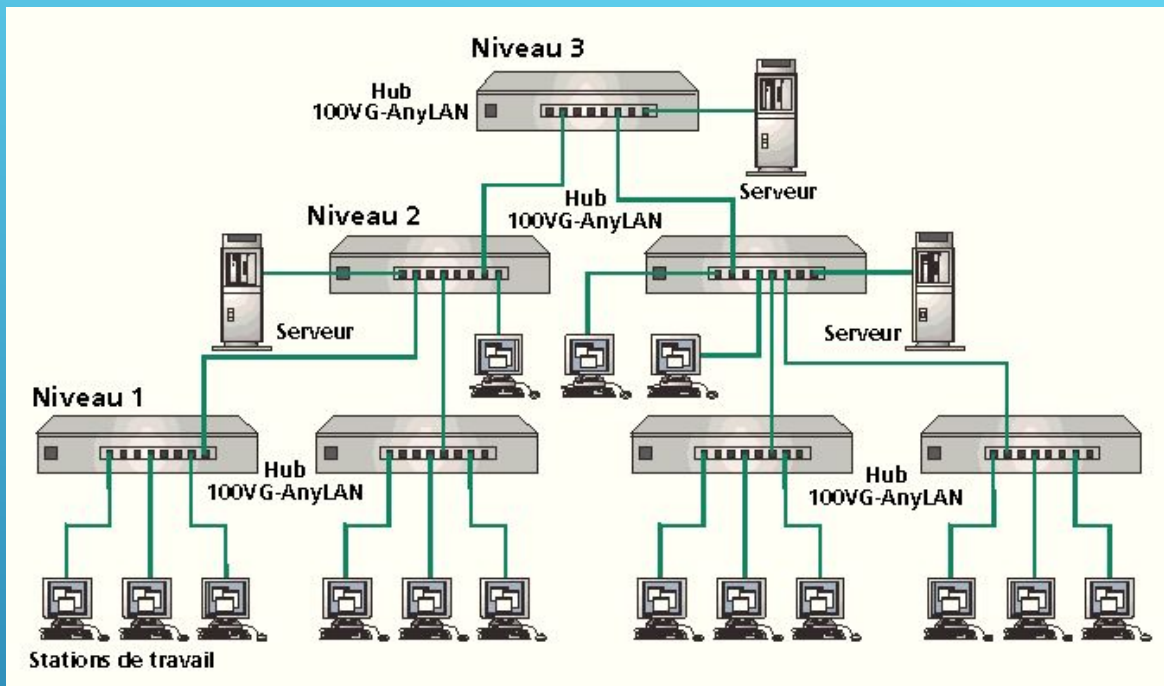 Niveau 3
Hub
100VG-AnyLAN
Serveur
Hub
100VG-AnyLAN
Niveau 2
Serveur
Serveur
Niveau 1
Hub
100VG-AnyLAN
Hub
100VG-AnyLAN
Stations de travail